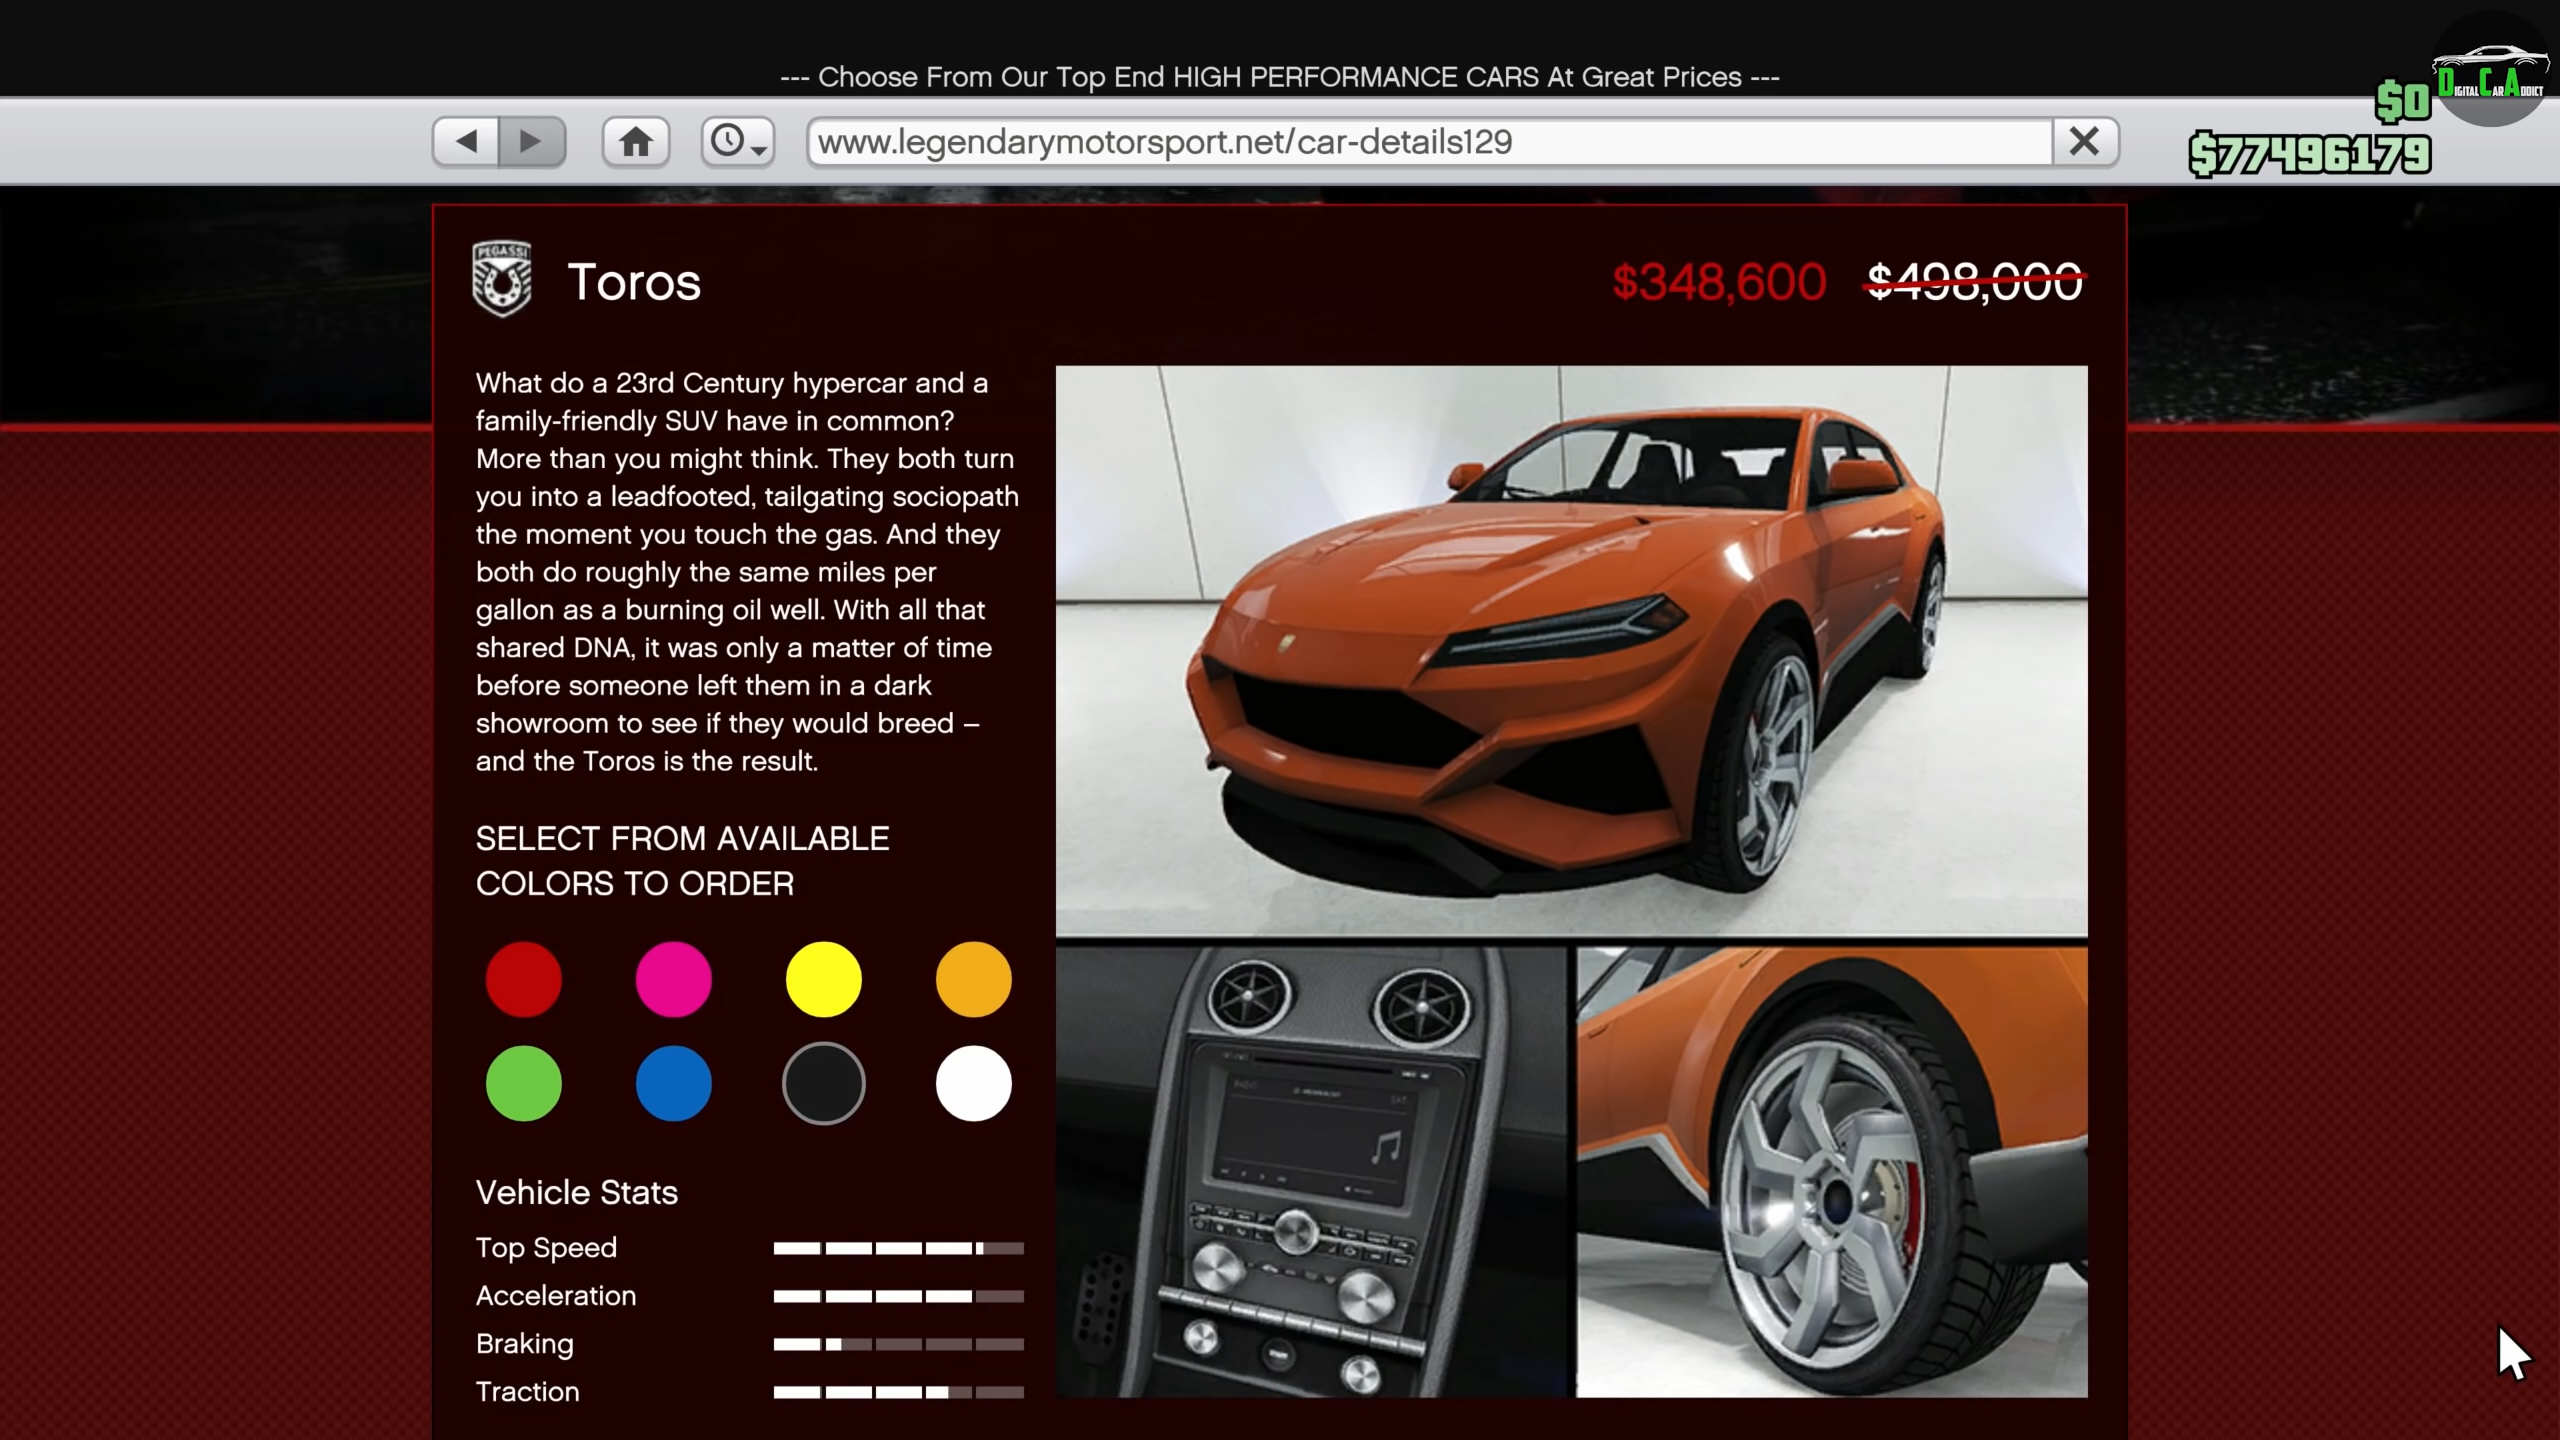 --- Choose From Our Top End HIGH PERFORMANCE CARS At Great Prices ---
DIGITALCARADDICT
$0
www.legendarymotorsport.net/car-details129
$77496179
PEGASSI
Toros
$348,600 $498,000
What do a 23rd Century hypercar and a
family-friendly SUV have in common?
More than you might think. They both turn
you into a leadfooted, tailgating sociopath
the moment you touch the gas. And they
both do roughly the same miles per
gallon as a burning oil well. With all that
shared DNA, it was only a matter of time
before someone left them in a dark
showroom to see if they would breed –
and the Toros is the result.
SELECT FROM AVAILABLE
COLORS TO ORDER
Vehicle Stats
Top Speed
Acceleration
Braking
Traction